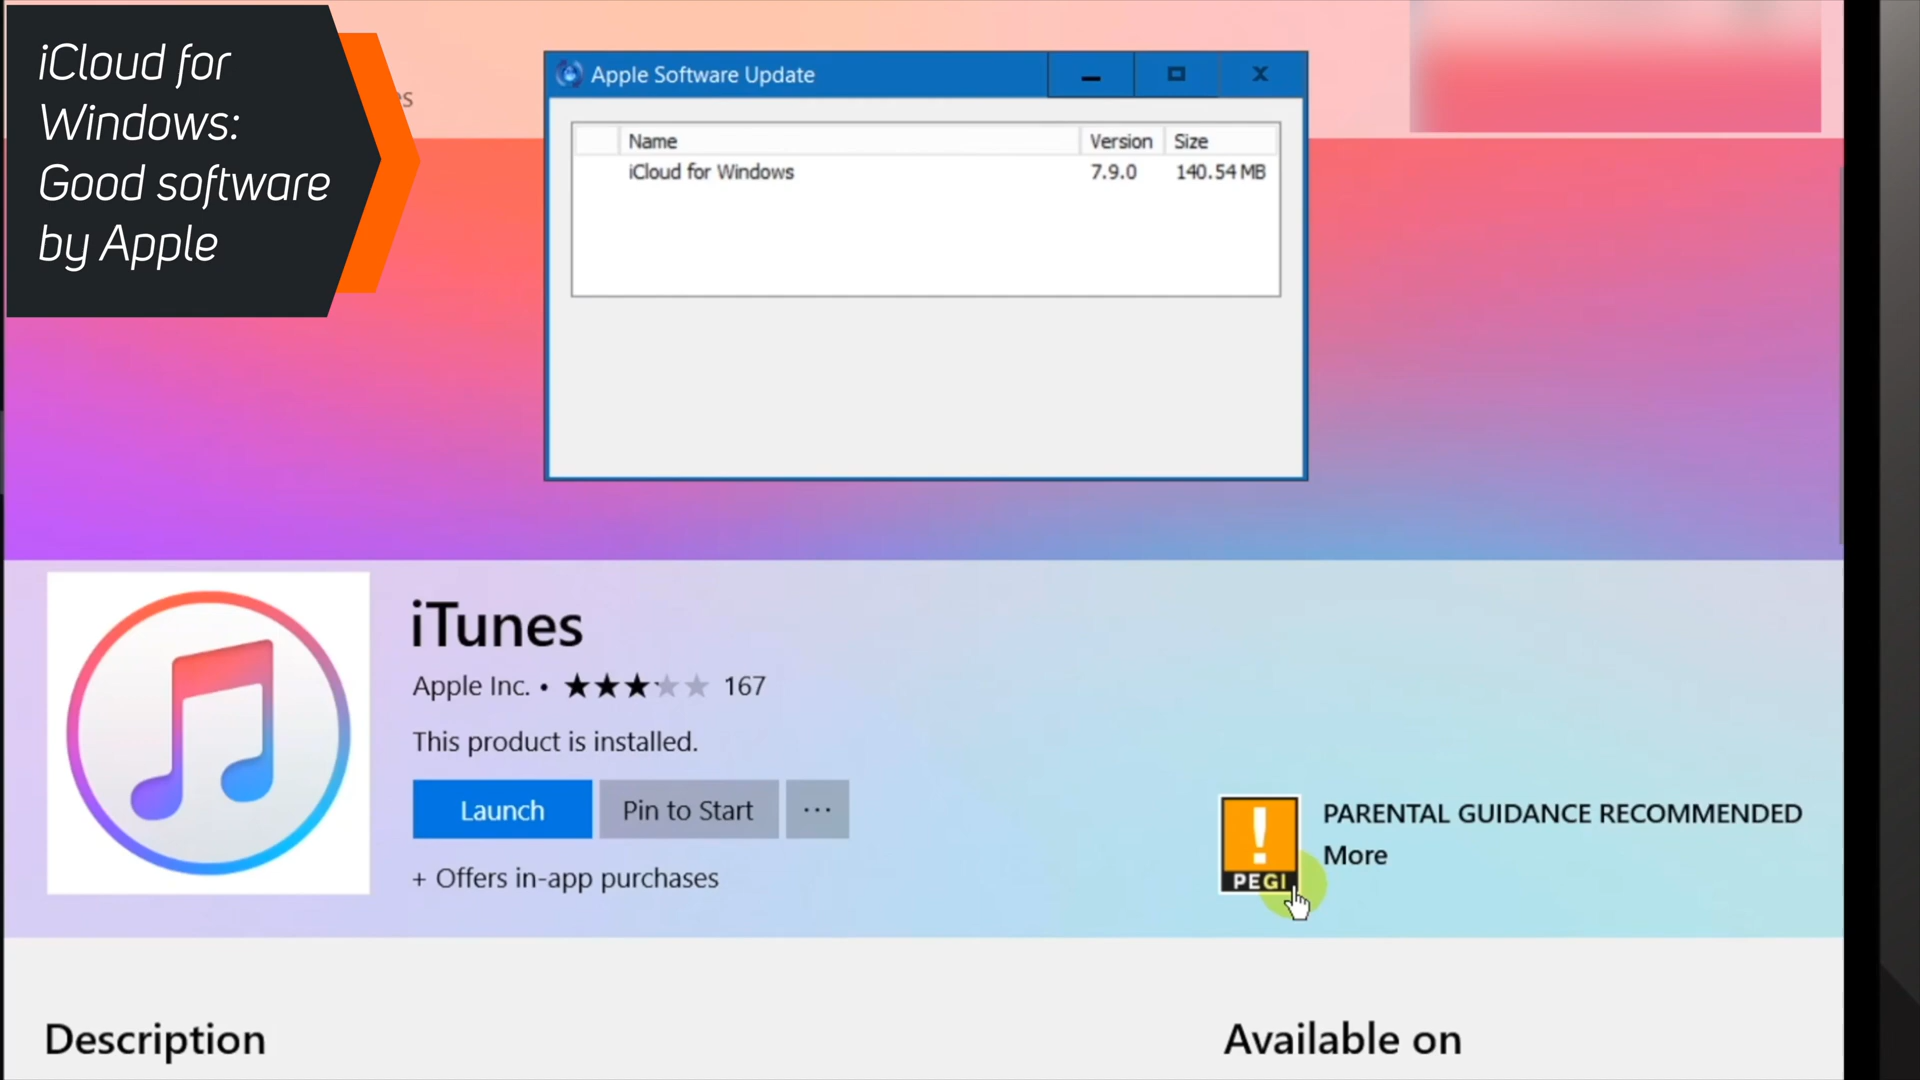 iCloud for
Windows:
Good software
by Apple
es
Apple Software Update
Name Version Size
iCloud for Windows 7.9.0 140.54 MB
iTunes
Apple Inc. • 167
This product is installed.
Launch Pin to Start ...
+ Offers in-app purchases
PEGI
PARENTAL GUIDANCE RECOMMENDED
More
Description Available on